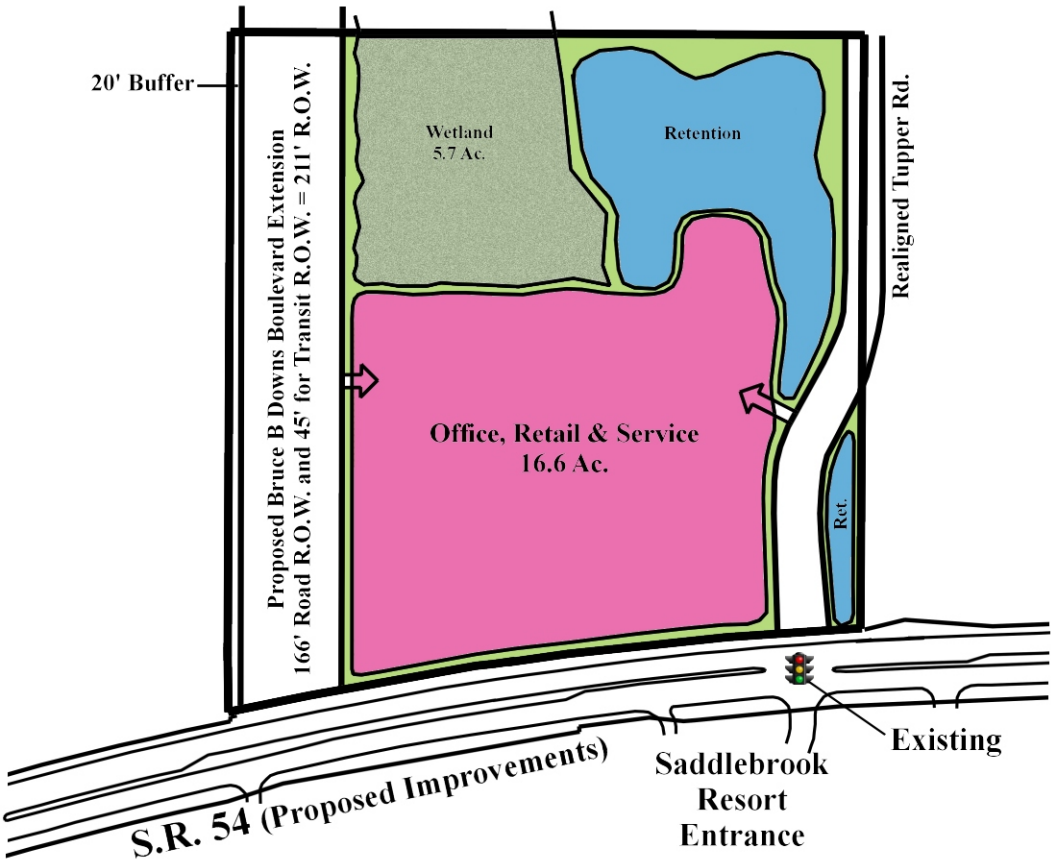 20' Buffer
Proposed Bruce B Downs Boulevard Extension
166' Road R.O.W. and 45' for Transit R.O.W. = 211' R.O.W.
Wetland
5.7 Ac.
Retention
Realigned Tupper Rd.
Office, Retail & Service
16.6 Ac.
Ret.
Existing
Saddlebrook
Resort
Entrance
S.R. 54 (Proposed Improvements)